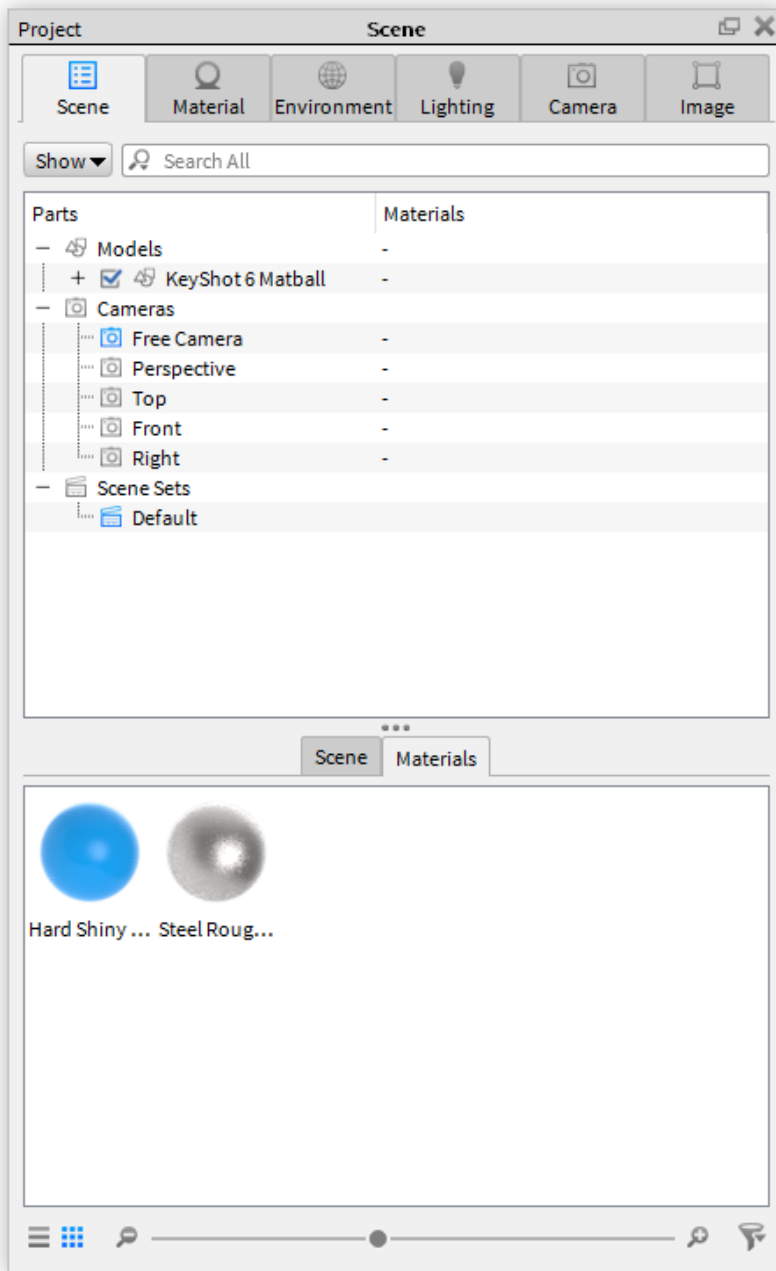 Project Scene
Scene Material Environment Lighting Camera Image
Show Search All
Parts Materials
Models -
KeyShot 6 Matball -
Cameras
Free Camera -
Perspective -
Top -
Front -
Right -
Scene Sets
Default
Scene Materials
Hard Shiny ... Steel Roug...